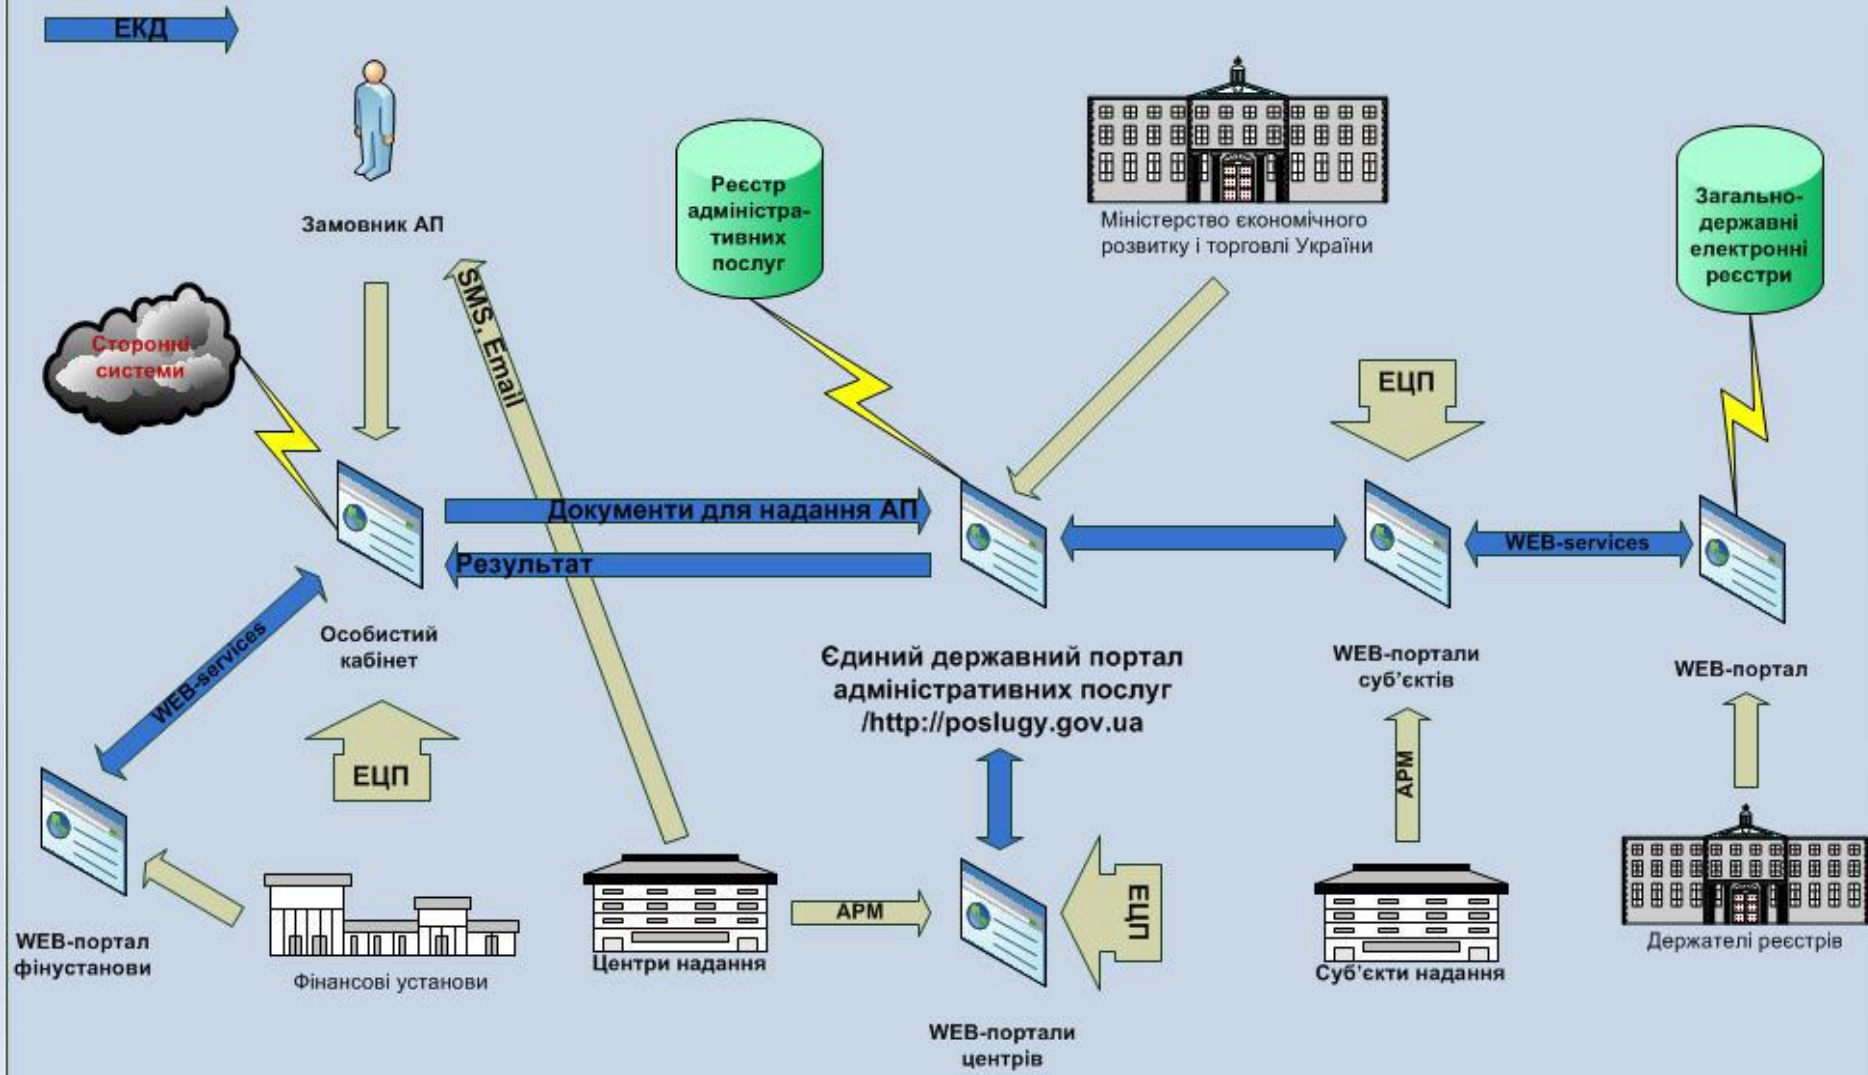 ЕКД
Замовник АП
Реєстр
адміністра-
тивних
послуг
Міністерство єкономічного
розвитку і торговлі України
Загально-
державні
електронні
реєстри
Сторонні
системи
SMS, Email
ЕЦП
Документи для надання АП
Результат
WEB-services
Особистий
кабінет
WEB-services
Єдиний державний портал
адміністративних послуг
/http://poslugy.gov.ua
WEB-портали
суб'єктів
WEB-портал
ЕЦП
АРМ
WEB-портал
фінустанови
Фінансові установи
Центри надання
АРМ
ЕЦП
Суб'єкти надання
Держателі реєстрів
WEB-портали
центрів